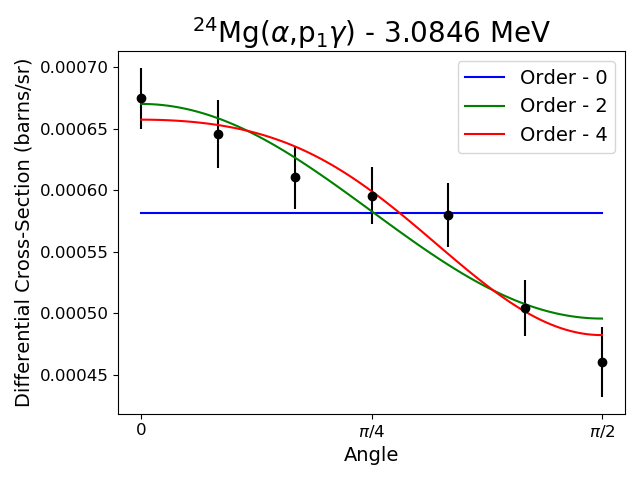 ²⁴Mg(α,p₁γ) - 3.0846 MeV
Differential Cross-Section (barns/sr)
0.00070
0.00065
0.00060
0.00055
0.00050
0.00045
Order - 0
Order - 2
Order - 4
0
π/4
π/2
Angle